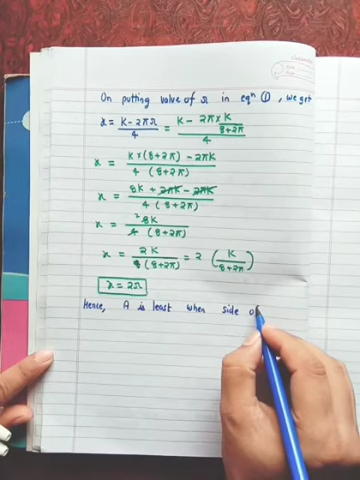 On putting value of r in eqⁿ ①, we get
x = K - 2πr / 4 = K - 2π × K / 8+2π / 4
x = K × (8+2π) - 2πK / 4 (8+2π)
x = 8K + 2πK - 2πK / 4 (8+2π)
x = ²8K / 4 (8+2π)
x = 2K / (8+2π) = 2 (K / 8+2π)
x = 2r
Hence, A is least when side of